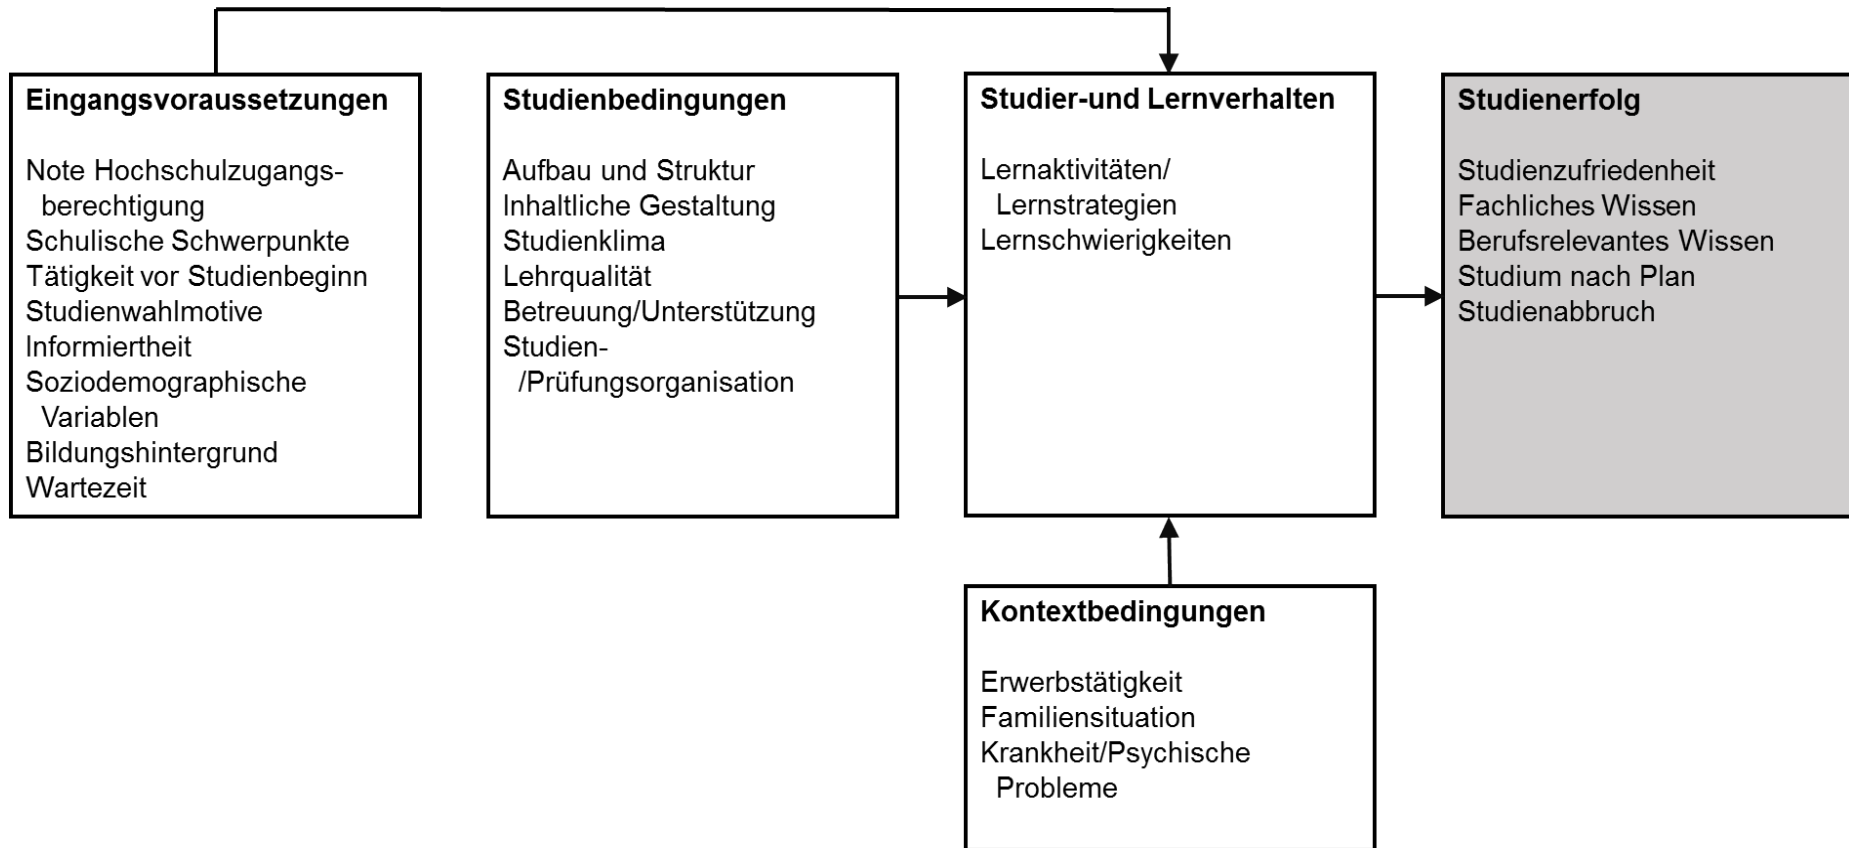 Eingangsvoraussetzungen
Note Hochschulzugangs-
berechtigung
Schulische Schwerpunkte
Tätigkeit vor Studienbeginn
Studienwahlmotive
Informiertheit
Soziodemographische
Variablen
Bildungshintergrund
Wartezeit
Studienbedingungen
Aufbau und Struktur
Inhaltliche Gestaltung
Studienklima
Lehrqualität
Betreuung/Unterstützung
Studien-
/Prüfungsorganisation
Studier-und Lernverhalten
Lernaktivitäten/
Lernstrategien
Lernschwierigkeiten
Studienerfolg
Studienzufriedenheit
Fachliches Wissen
Berufsrelevantes Wissen
Studium nach Plan
Studienabbruch
Kontextbedingungen
Erwerbstätigkeit
Familiensituation
Krankheit/Psychische
Probleme